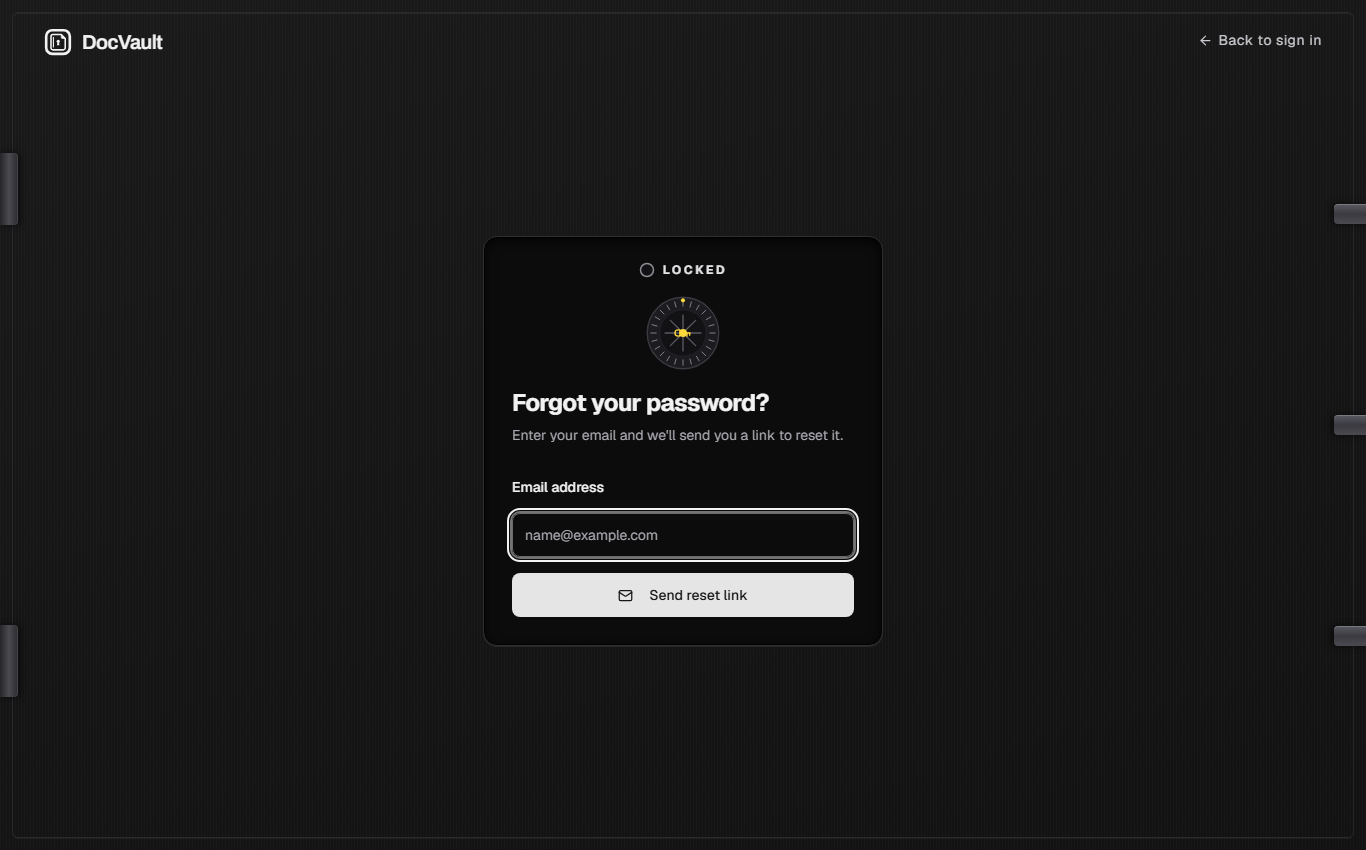 DocVault
← Back to sign in
LOCKED
Forgot your password?
Enter your email and we'll send you a link to reset it.
Email address
name@example.com
Send reset link